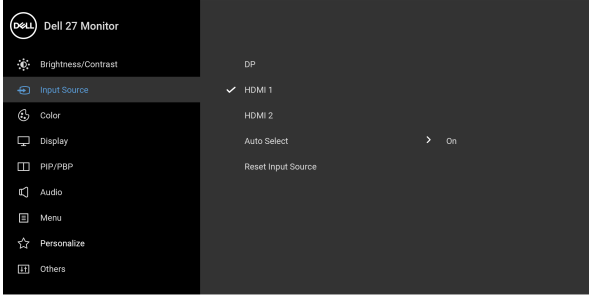 DELL Dell 27 Monitor
Brightness/Contrast
DP
Input Source
HDMI 1
Color
HDMI 2
Display
Auto Select On
PIP/PBP
Reset Input Source
Audio
Menu
Personalize
Others